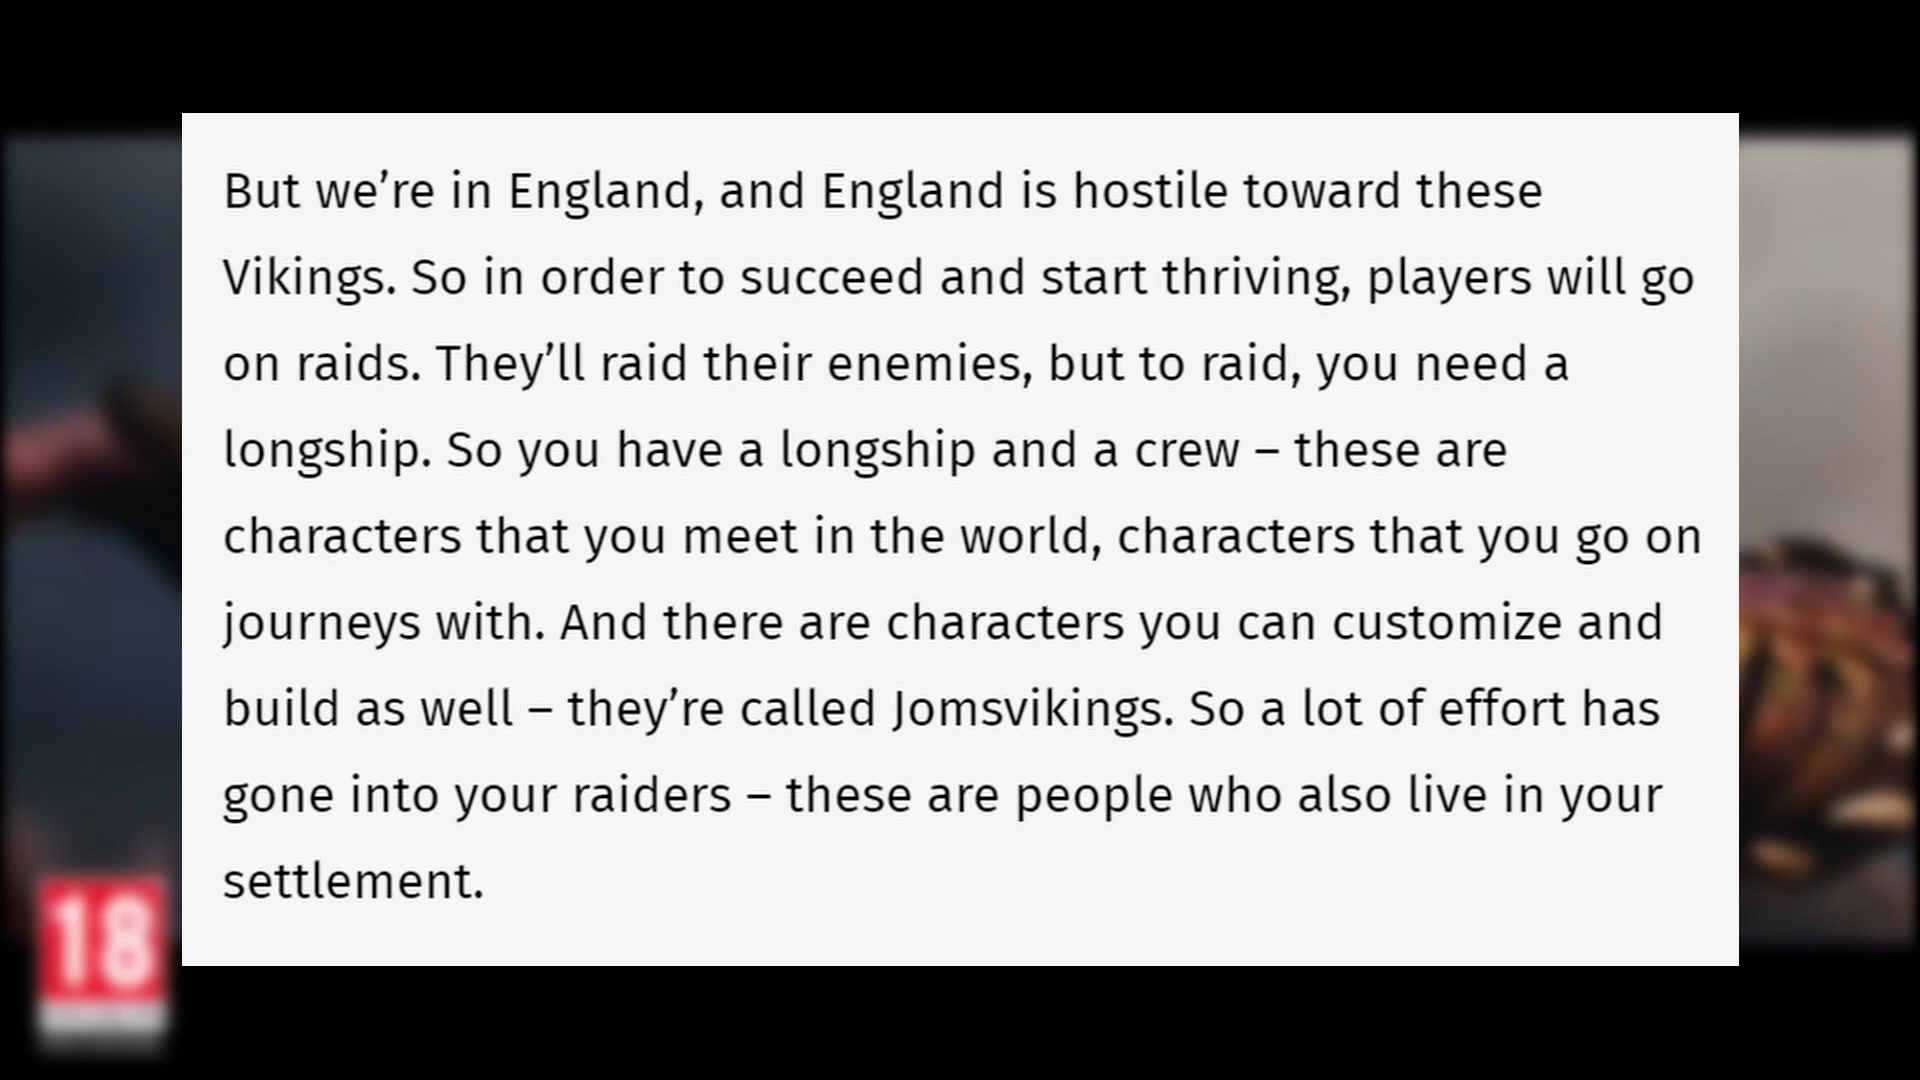 But we’re in England, and England is hostile toward these
Vikings. So in order to succeed and start thriving, players will go
on raids. They’ll raid their enemies, but to raid, you need a
longship. So you have a longship and a crew – these are
characters that you meet in the world, characters that you go on
journeys with. And there are characters you can customize and
build as well – they’re called Jomsvikings. So a lot of effort has
gone into your raiders – these are people who also live in your
settlement.
18